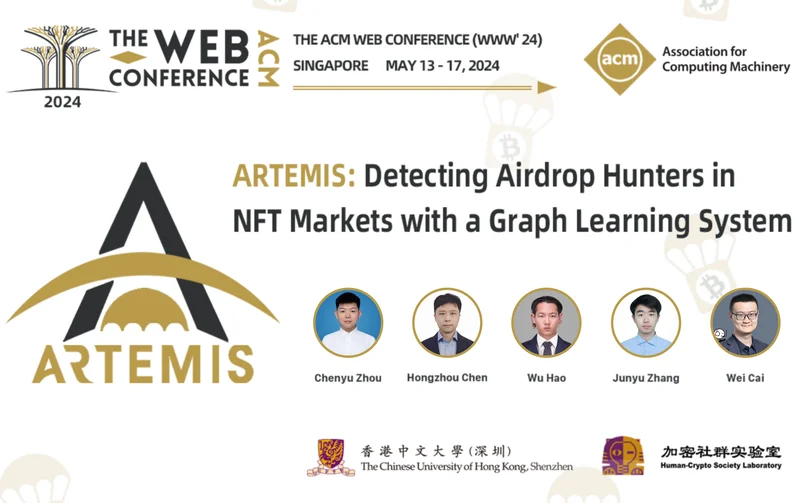 THE WEB
CONFERENCE
ACM
2024
THE ACM WEB CONFERENCE (WWW' 24)
SINGAPORE MAY 13 - 17, 2024
acm
Association for
Computing Machinery
ARTEMIS: Detecting Airdrop Hunters in
NFT Markets with a Graph Learning System
ARTEMIS
Chenyu Zhou
Hongzhou Chen
Wu Hao
Junyu Zhang
Wei Cai
香港中文大學(深圳)
The Chinese University of Hong Kong, Shenzhen
加密社群实验室
Human-Crypto Society Laboratory